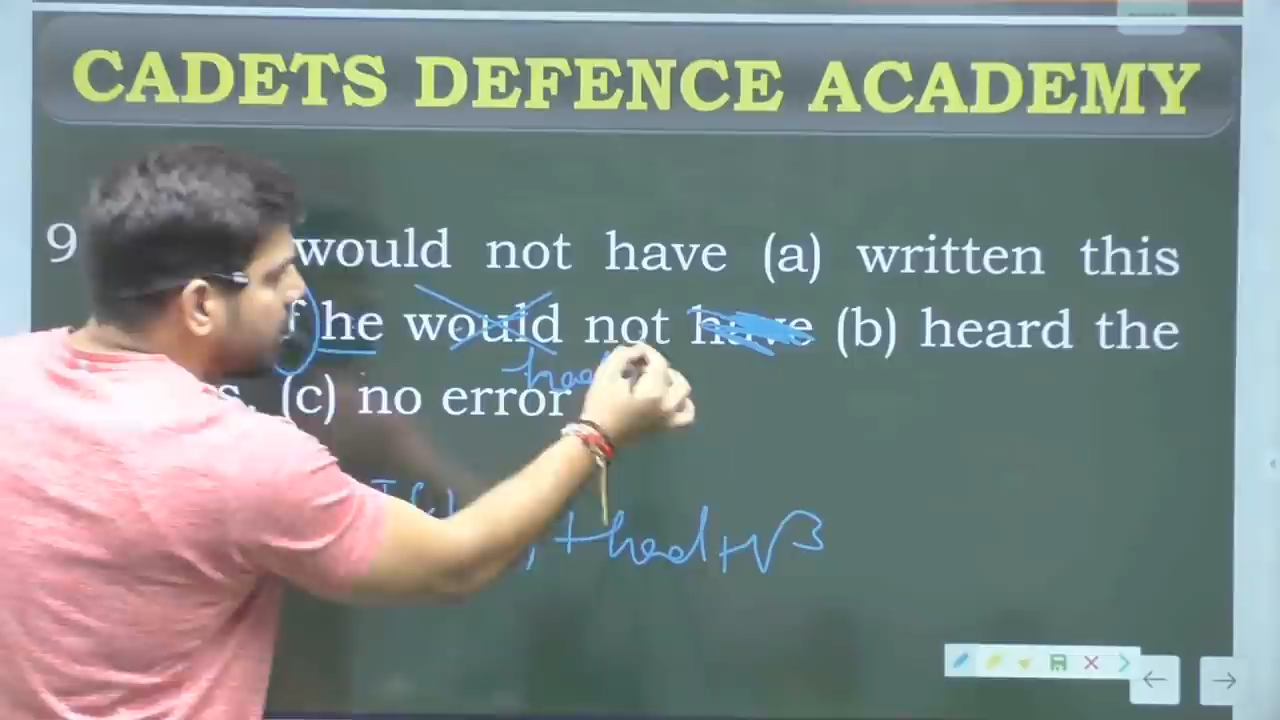 CADETS DEFENCE ACADEMY
9 would not have (a) written this
he would not have (b) heard the
(c) no error
had
+ had + V3